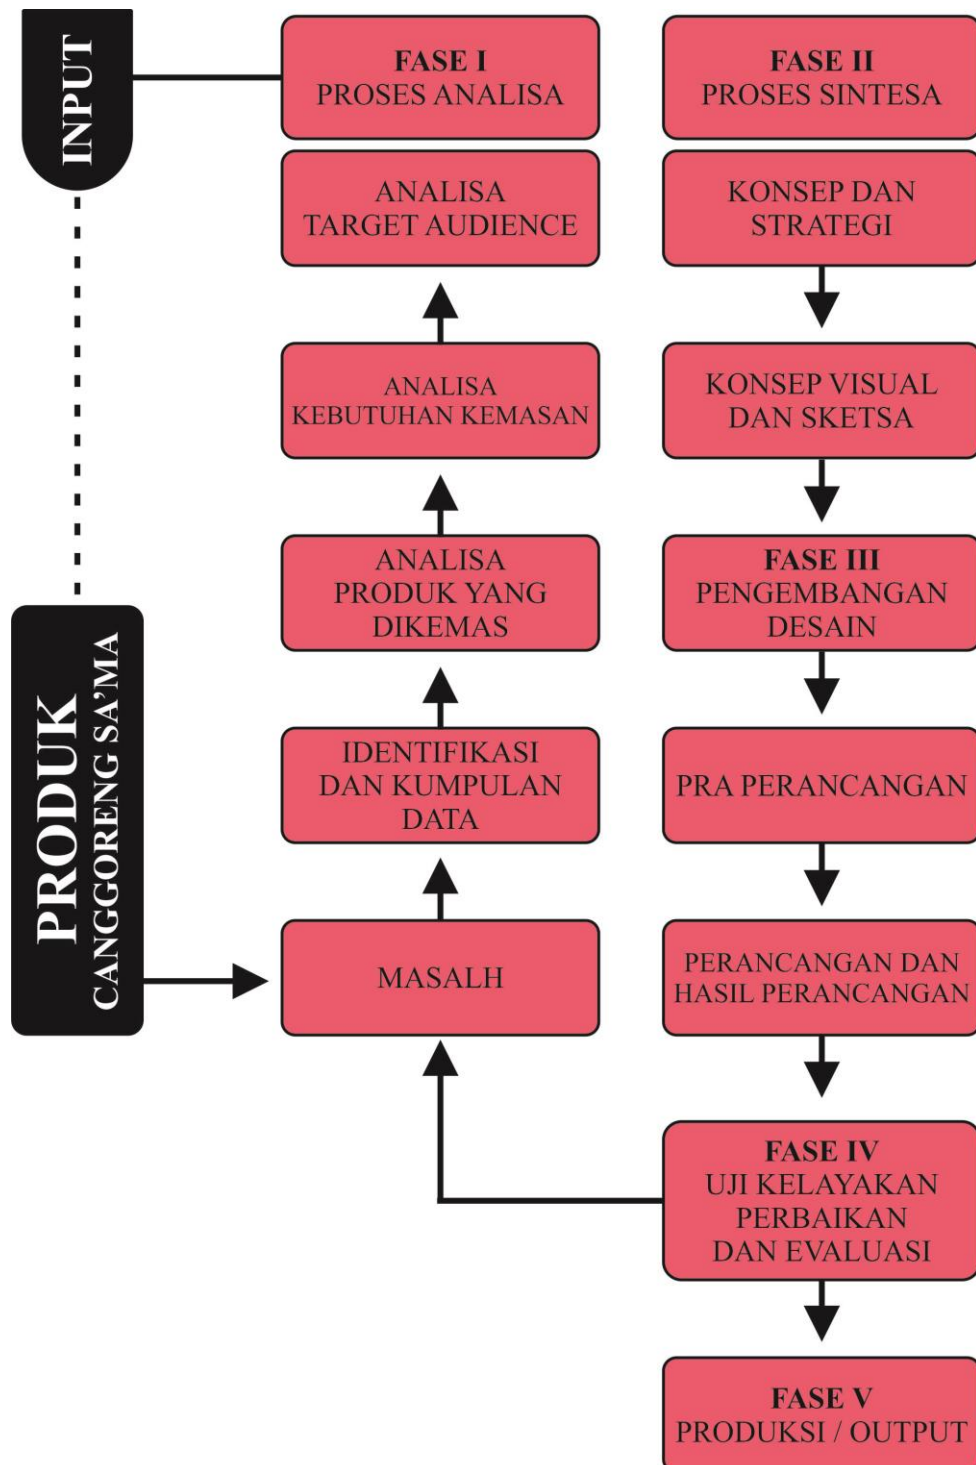 INPUT
PRODUK
CANGGORENG SA'MA
FASE I
PROSES ANALISA
ANALISA
TARGET AUDIENCE
ANALISA
KEBUTUHAN KEMASAN
ANALISA
PRODUK YANG
DIKEMAS
IDENTIFIKASI
DAN KUMPULAN
DATA
MASALH
FASE II
PROSES SINTESA
KONSEP DAN
STRATEGI
KONSEP VISUAL
DAN SKETSA
FASE III
PENGEMBANGAN
DESAIN
PRA PERANCANGAN
PERANCANGAN DAN
HASIL PERANCANGAN
FASE IV
UJI KELAYAKAN
PERBAIKAN
DAN EVALUASI
FASE V
PRODUKSI / OUTPUT